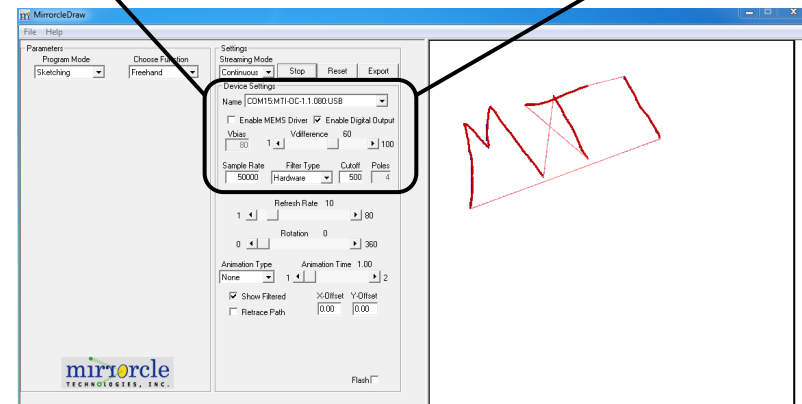 MirrorcleDraw
File Help
Parameters
Program Mode Choose Function
Sketching Freehand
Settings
Streaming Mode
Continuous Stop Reset Export
Device Settings
Name COM15:MTI-OC-1.1.080:USB
Enable MEMS Driver Enable Digital Output
Vbias Vdifference 60
80 1 100
Sample Rate Filter Type Cutoff Poles
50000 Hardware 500 4
Refresh Rate 10
1 80
Rotation 0
0 360
Animation Type Animation Time 1.00
None 1 2
Show Filtered X-Offset Y-Offset
0.00 0.00
Retrace Path
Flash
mirrorcle
TECHNOLOGIES, INC.
MTI